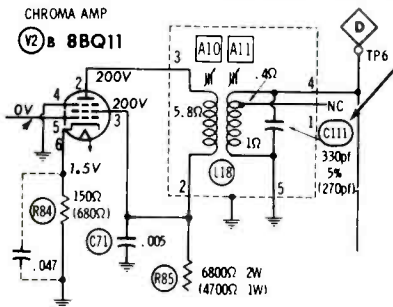 CHROMA AMP
V2 B 8BQ11
D
TP6
A10 A11
3
200V
2
.4Ω
4
NC
0V
4
5
200V
3
5.8Ω
1
C111
330pf
5%
(270pf)
6
1Ω
1.5V
L18
2
5
R84
150Ω
(680Ω)
C71
.005
.047
R85
6800Ω 2W
(4700Ω 1W)